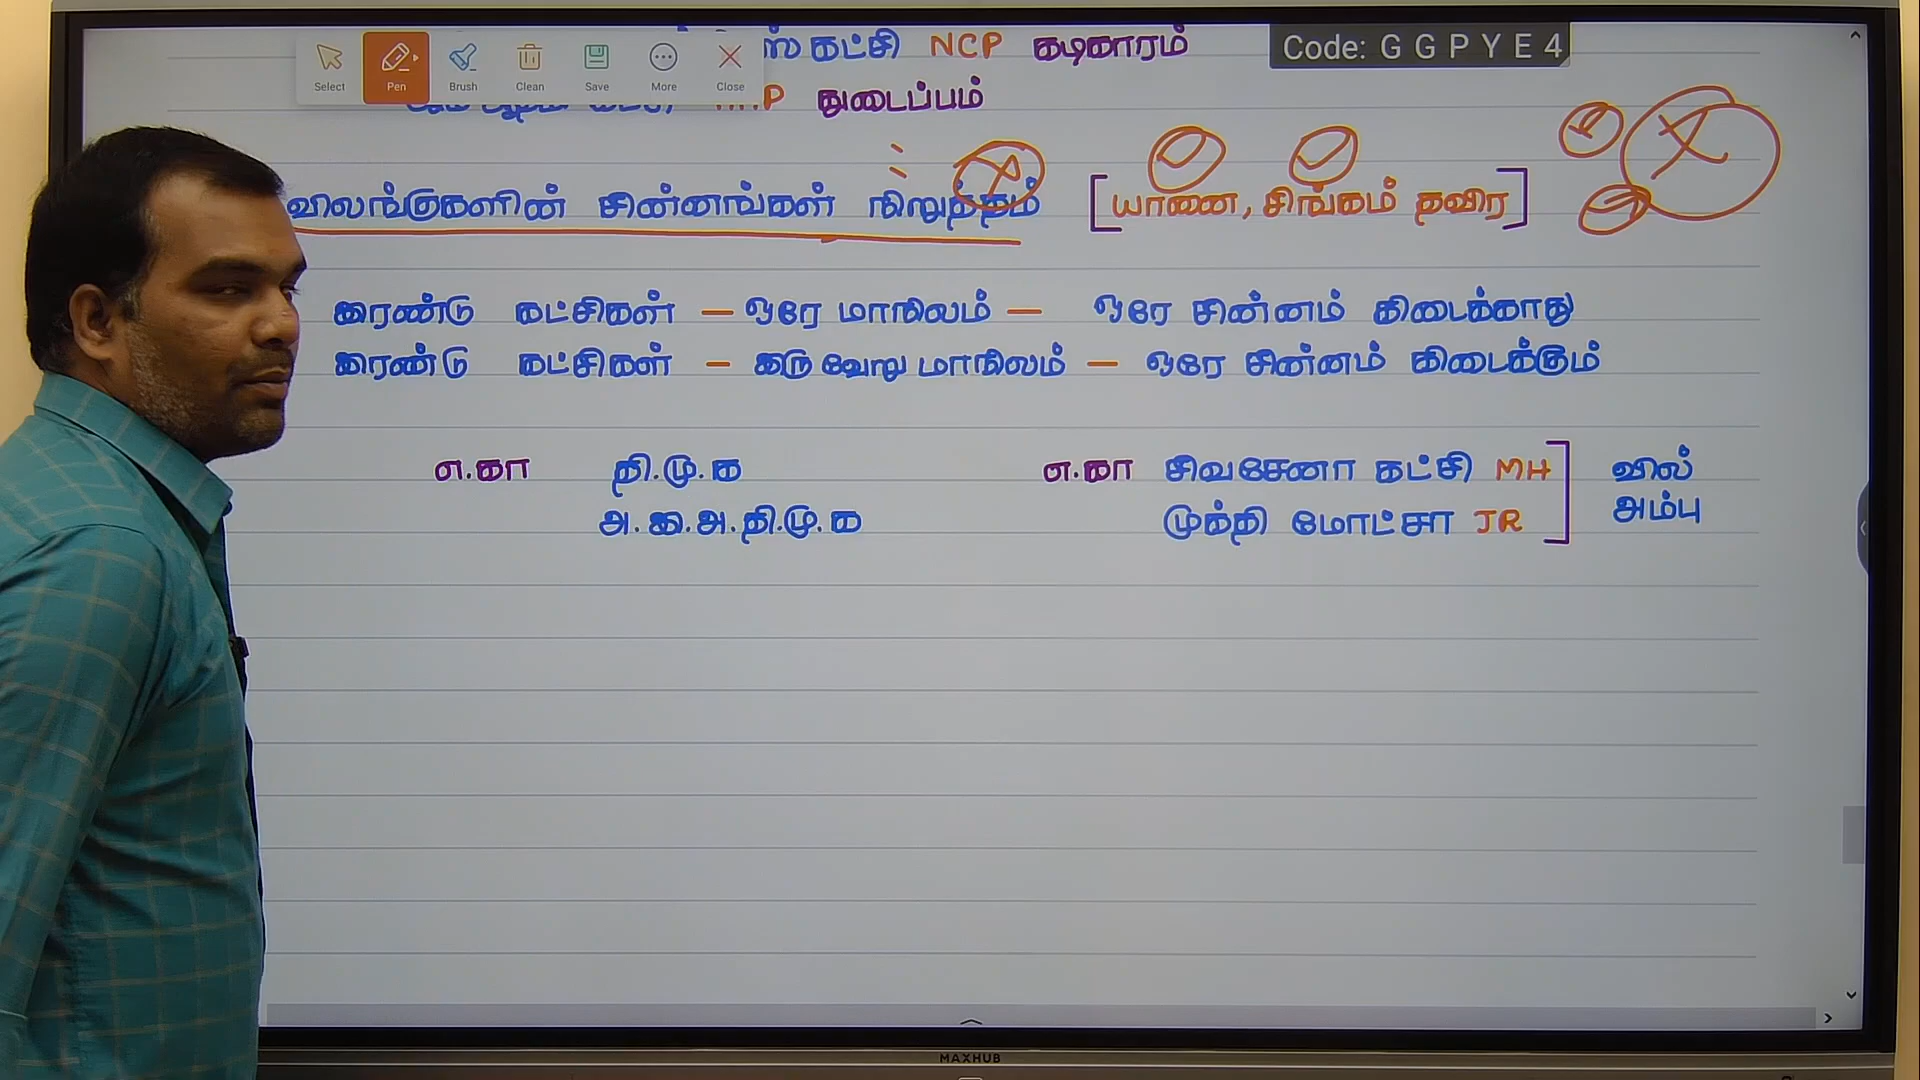 ஸ் கட்சி NCP கடிகாரம்
Code: G G P Y E 4
Select Pen Brush Clean Save More Close
கட்சி P துடைப்பம்
விலங்குகளின் சின்னங்கள் நிறுத்தம் [யானை, சிங்கம் தவிர]
இரண்டு கட்சிகள் – ஒரே மாநிலம் – ஒரே சின்னம் கிடைக்காது
இரண்டு கட்சிகள் – இரு வேறு மாநிலம் – ஒரே சின்னம் கிடைக்கும்
எ.கா தி.மு.க எ.கா சிவசேனா கட்சி MH ] வில்
அ.இ.அ.தி.மு.க முக்தி மோட்சா JR அம்பு
MAXHUB